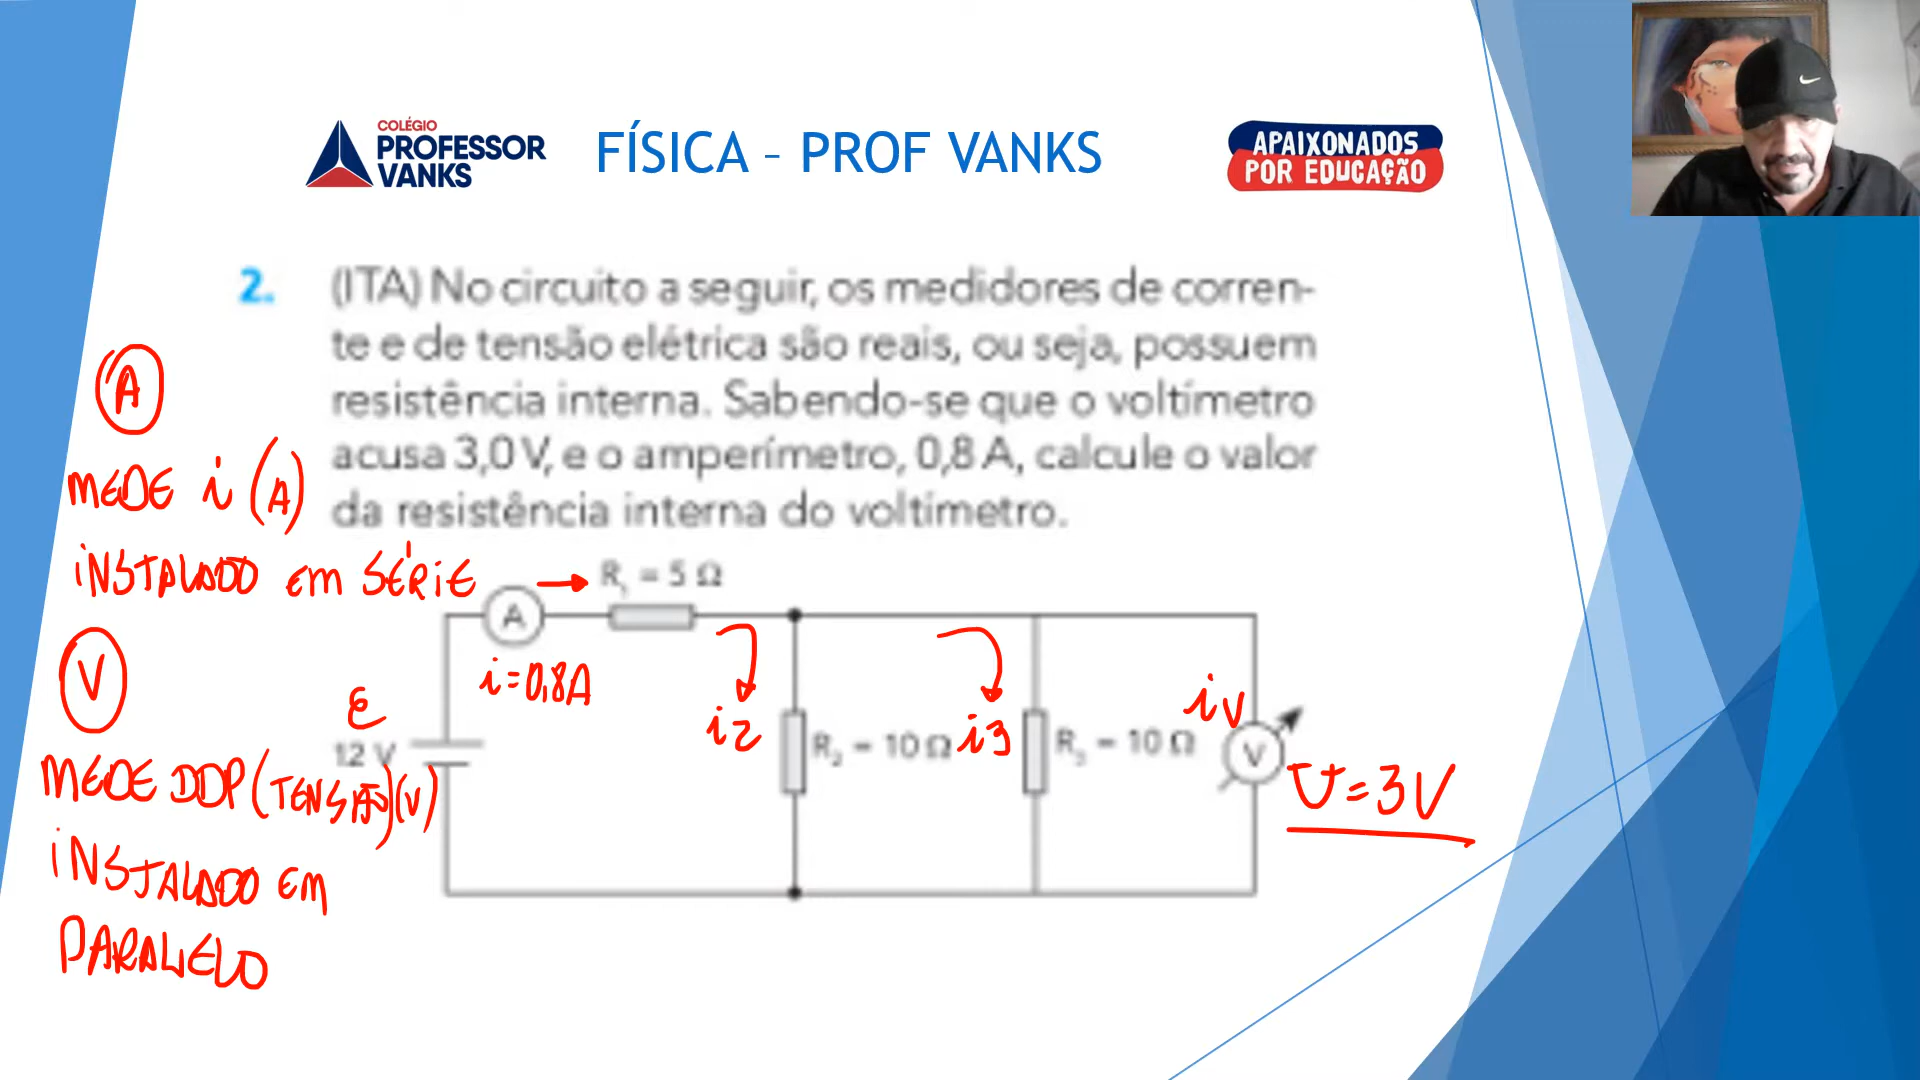 COLÉGIO
PROFESSOR
VANKS
FÍSICA – PROF VANKS
APAIXONADOS
POR EDUCAÇÃO
2. (ITA) No circuito a seguir, os medidores de corren-
te e de tensão elétrica são reais, ou seja, possuem
resistência interna. Sabendo-se que o voltímetro
acusa 3,0 V, e o amperímetro, 0,8 A, calcule o valor
da resistência interna do voltímetro.
A
MEDE i (A)
iNSTALADO Em SÉRiE
V
MEDE DDP (TENSÃO) (V)
iNSTALADO Em
PARALELO
A
R₁ = 5 Ω
i = 0,8A
ε
12 V
i2
R₂ = 10 Ω
i3
R₃ = 10 Ω
iv
V
U = 3V